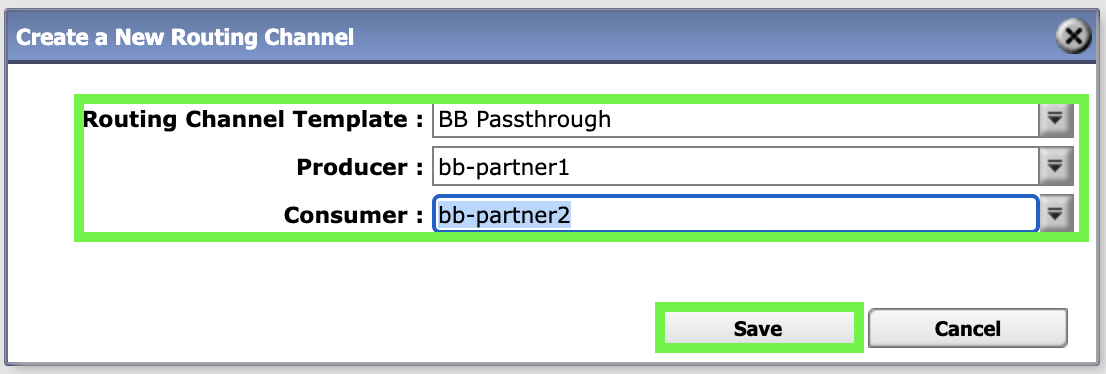 Create a New Routing Channel
Routing Channel Template : BB Passthrough
Producer : bb-partner1
Consumer : bb-partner2
Save Cancel